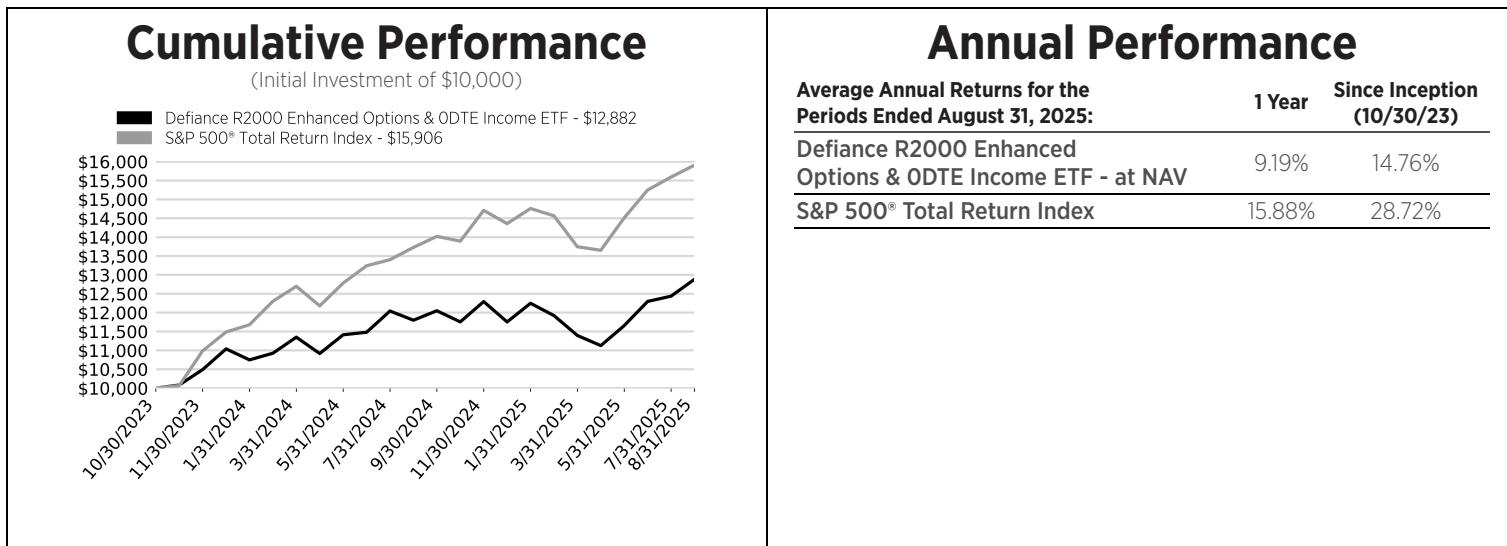 Cumulative Performance
(Initial Investment of $10,000)
Defiance R2000 Enhanced Options & 0DTE Income ETF - $12,882
S&P 500® Total Return Index - $15,906
$16,000
$15,500
$15,000
$14,500
$14,000
$13,500
$13,000
$12,500
$12,000
$11,500
$11,000
$10,500
$10,000
10/30/2023
11/30/2023
1/31/2024
3/31/2024
5/31/2024
7/31/2024
9/30/2024
11/30/2024
1/31/2025
3/31/2025
5/31/2025
7/31/2025
8/31/2025
Annual Performance
Average Annual Returns for the
Periods Ended August 31, 2025:
1 Year
Since Inception
(10/30/23)
Defiance R2000 Enhanced
Options & 0DTE Income ETF - at NAV 9.19% 14.76%
S&P 500® Total Return Index 15.88% 28.72%